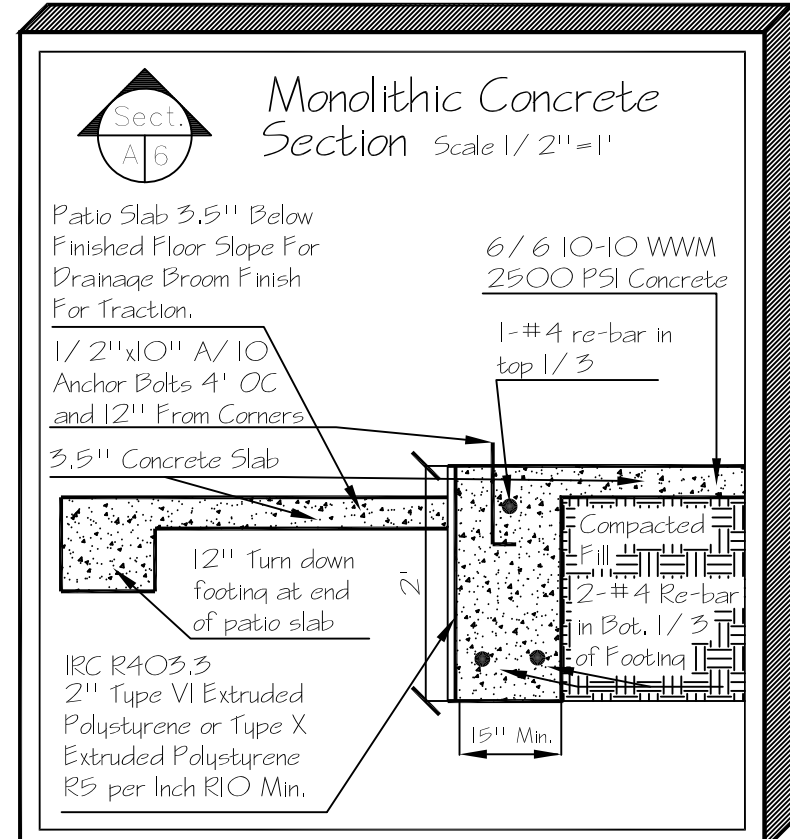 Sect.
A 6
Monolithic Concrete
Section Scale 1/2"=1'
Patio Slab 3.5" Below
Finished Floor Slope For
Drainage Broom Finish
For Traction.
6/6 10-10 WWM
2500 PSI Concrete
1-#4 re-bar in
top 1/3
1/2"x10" A/10
Anchor Bolts 4' OC
and 12" From Corners
3.5" Concrete Slab
Compacted
Fill
12" Turn down
footing at end
of patio slab
2'
2-#4 Re-bar
in Bot. 1/3
of Footing
IRC R403.3
2" Type VI Extruded
Polystyrene or Type X
Extruded Polystyrene
R5 per Inch R10 Min.
15" Min.